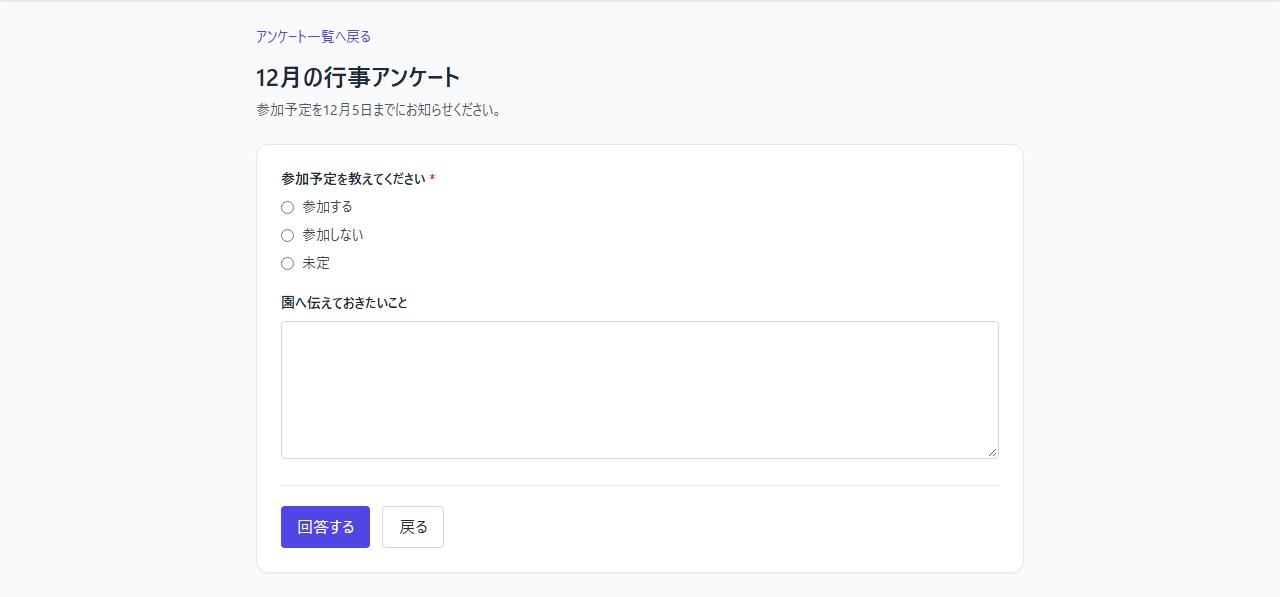 アンケート一覧へ戻る
12月の行事アンケート
参加予定を12月5日までにお知らせください。
参加予定を教えてください *
参加する
参加しない
未定
園へ伝えておきたいこと
回答する 戻る